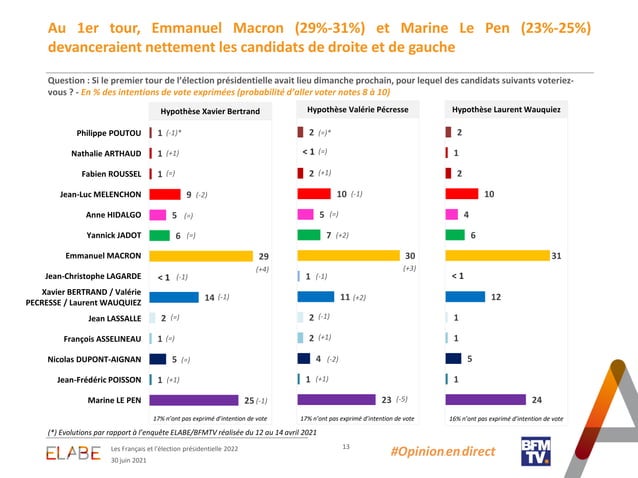 Au 1er tour, Emmanuel Macron (29%-31%) et Marine Le Pen (23%-25%)
devanceraient nettement les candidats de droite et de gauche
Question : Si le premier tour de l'élection présidentielle avait lieu dimanche prochain, pour lequel des candidats suivants voteriez-
vous ? - En % des intentions de vote exprimées (probabilité d'aller voter notes 8 à 10)
Hypothèse Xavier Bertrand Hypothèse Valérie Pécresse Hypothèse Laurent Wauquiez
Philippe POUTOU 1 (-1)* 2 (=)* 2
Nathalie ARTHAUD 1 (+1) < 1 (=) 1
Fabien ROUSSEL 1 (=) 2 (+1) 2
Jean-Luc MELENCHON 9 (-2) 10 (-1) 10
Anne HIDALGO 5 (=) 5 (=) 4
Yannick JADOT 6 (=) 7 (+2) 6
Emmanuel MACRON 29 30 31
(+4) (+3)
Jean-Christophe LAGARDE < 1 (-1) 1 (-1) < 1
Xavier BERTRAND / Valérie
PECRESSE / Laurent WAUQUIEZ 14 (-1) 11 (+2) 12
Jean LASSALLE 2 (=) 2 (-1) 1
François ASSELINEAU 1 (=) 2 (+1) 1
Nicolas DUPONT-AIGNAN 5 (=) 4 (-2) 5
Jean-Frédéric POISSON 1 (+1) 1 (+1) 1
Marine LE PEN 25 (-1) 23 (-5) 24
17% n'ont pas exprimé d'intention de vote 17% n'ont pas exprimé d'intention de vote 16% n'ont pas exprimé d'intention de vote
(*) Evolutions par rapport à l'enquête ELABE/BFMTV réalisée du 12 au 14 avril 2021
ELABE Les Français et l'élection présidentielle 2022 13 #Opinionendirect BFM
TV.
30 juin 2021